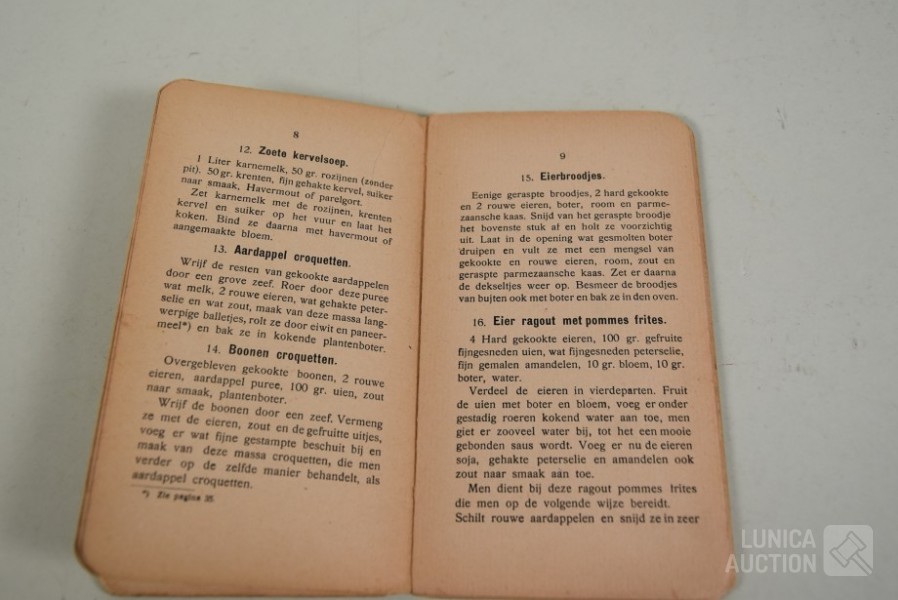 8
12. Zoete kervelsoep.
1 Liter karnemelk, 50 gr. rozijnen (zonder
pit), 50 gr. krenten, fijn gehakte kervel, suiker
naar smaak, Havermout of parelgort.
Zet karnemelk met de rozijnen, krenten
kervel en suiker op het vuur en laat het
koken. Bind ze daarna met havermout of
aangemaakte bloem.
13. Aardappel croquetten.
Wrijf de resten van gekookte aardappelen
door een grove zeef. Roer door deze puree
wat melk, 2 rouwe eieren, wat gehakte peter-
selie en wat zout, maak van deze massa lang-
werpige balletjes, rolt ze door eiwit en paneer-
meel*) en bak ze in kokende plantenboter.
14. Boonen croquetten.
Overgebleven gekookte boonen, 2 rouwe
eieren, aardappel puree, 100 gr. uien, zout
naar smaak, plantenboter.
Wrijf de boonen door een zeef. Vermeng
ze met de eieren, zout en de gefruitte uitjes,
voeg er wat fijne gestampte beschuit bij en
maak van deze massa croquetten, die men
verder op de zelfde manier behandelt, als
aardappel croquetten.
*) Zie pagina 25.
9
15. Eierbroodjes.
Eenige geraspte broodjes, 2 hard gekookte
en 2 rouwe eieren, boter, room en parme-
zaansche kaas. Snijd van het geraspte broodje
het bovenste stuk af en holt ze voorzichtig
uit. Laat in de opening wat gesmolten boter
druipen en vult ze met een mengsel van
gekookte en rouwe eieren, room, zout en
geraspte parmezaansche kaas. Zet er daarna
de dekseltjes weer op. Besmeer de broodjes
van bujten ook met boter en bak ze in den oven.
16. Eier ragout met pommes frites.
4 Hard gekookte eieren, 100 gr. gefruite
fijngesneden uien, wat fijngesneden peterselie,
fijn gemalen amandelen, 10 gr. bloem, 10 gr.
boter, water.
Verdeel de eieren in vierdeparten. Fruit
de uien met boter en bloem, voeg er onder
gestadig roeren kokend water aan toe, men
giet er zooveel water bij, tot het een mooie
gebonden saus wordt. Voeg er nu de eieren
soja, gehakte peterselie en amandelen ook
zout naar smaak aan toe.
Men dient bij deze ragout pommes frites
die men op de volgende wijze bereidt.
Schilt rouwe aardappelen en snijd ze in zeer
LUNICA
AUCTION